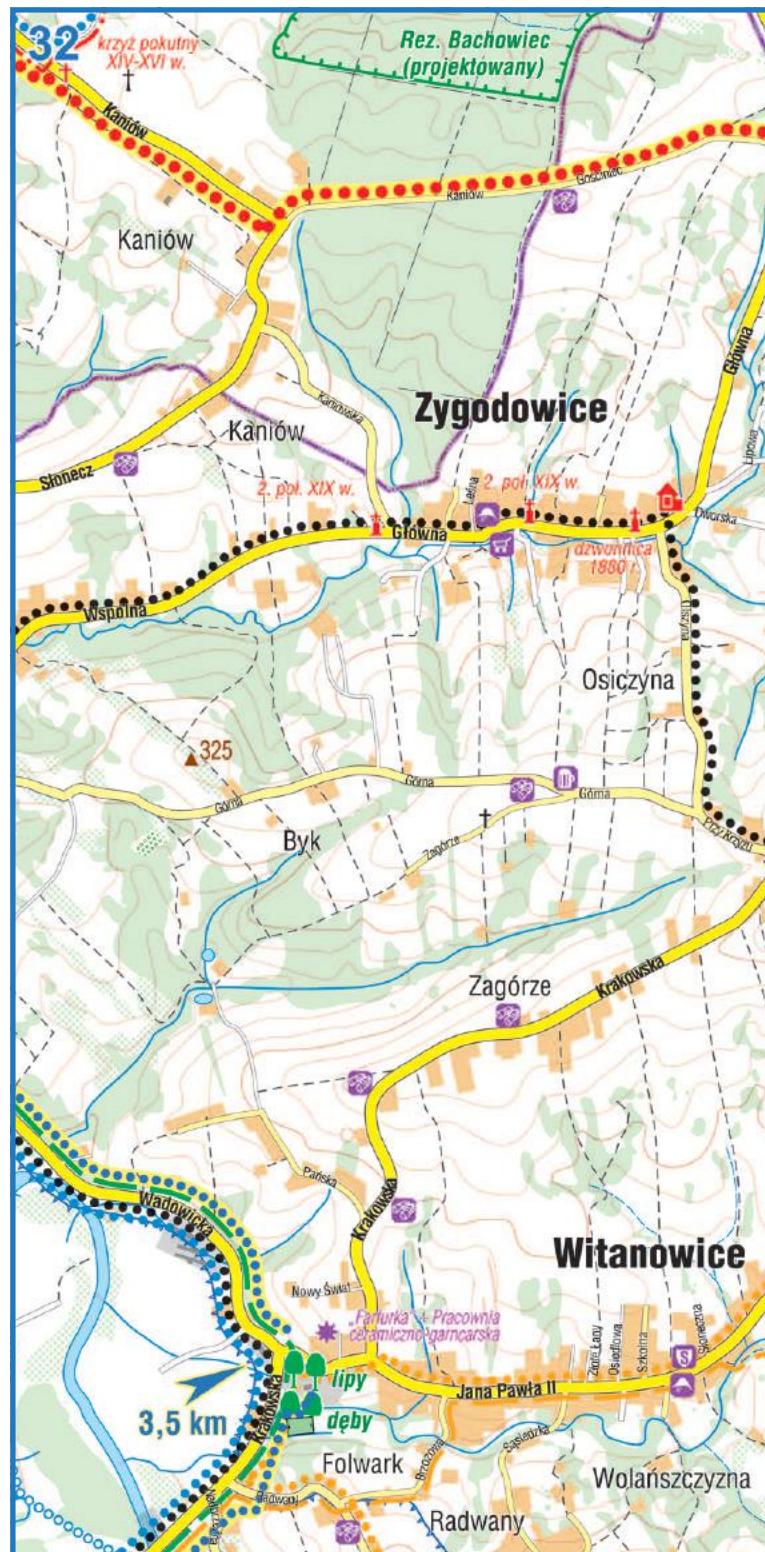 32
krzyż pokutny
XIV-XVI w.
Rez. Bachowiec
(projektowany)
Kaniów
Gościniec
Kaniów
Kaniów
Główna
Zygodowice
Kaniowska
Kaniów
Lipowa
Słonecz
2. poł. XIX w.
Leśna
2. poł. XIX w.
Dworska
Główna
dzwonnica
1880 r.
Wspólna
Olszyna
Osiczyna
325
Górna
Górna
Górna
Byk
Zagórze
Przy Krzyżu
Zagórze
Krakowska
Pańska
Wadowicka
Krakowska
Witanowice
Nowy Świat
„Farfurka” - Pracownia
ceramiczno-garncarska
Złote Łany
Osiedlowa
Szkolna
Słoneczna
S
lipy
Jana Pawła II
3,5 km
Krakowska
dęby
Folwark
Brzozowa
Sąsiedzka
Wolańszczyzna
Radwany
Radwany